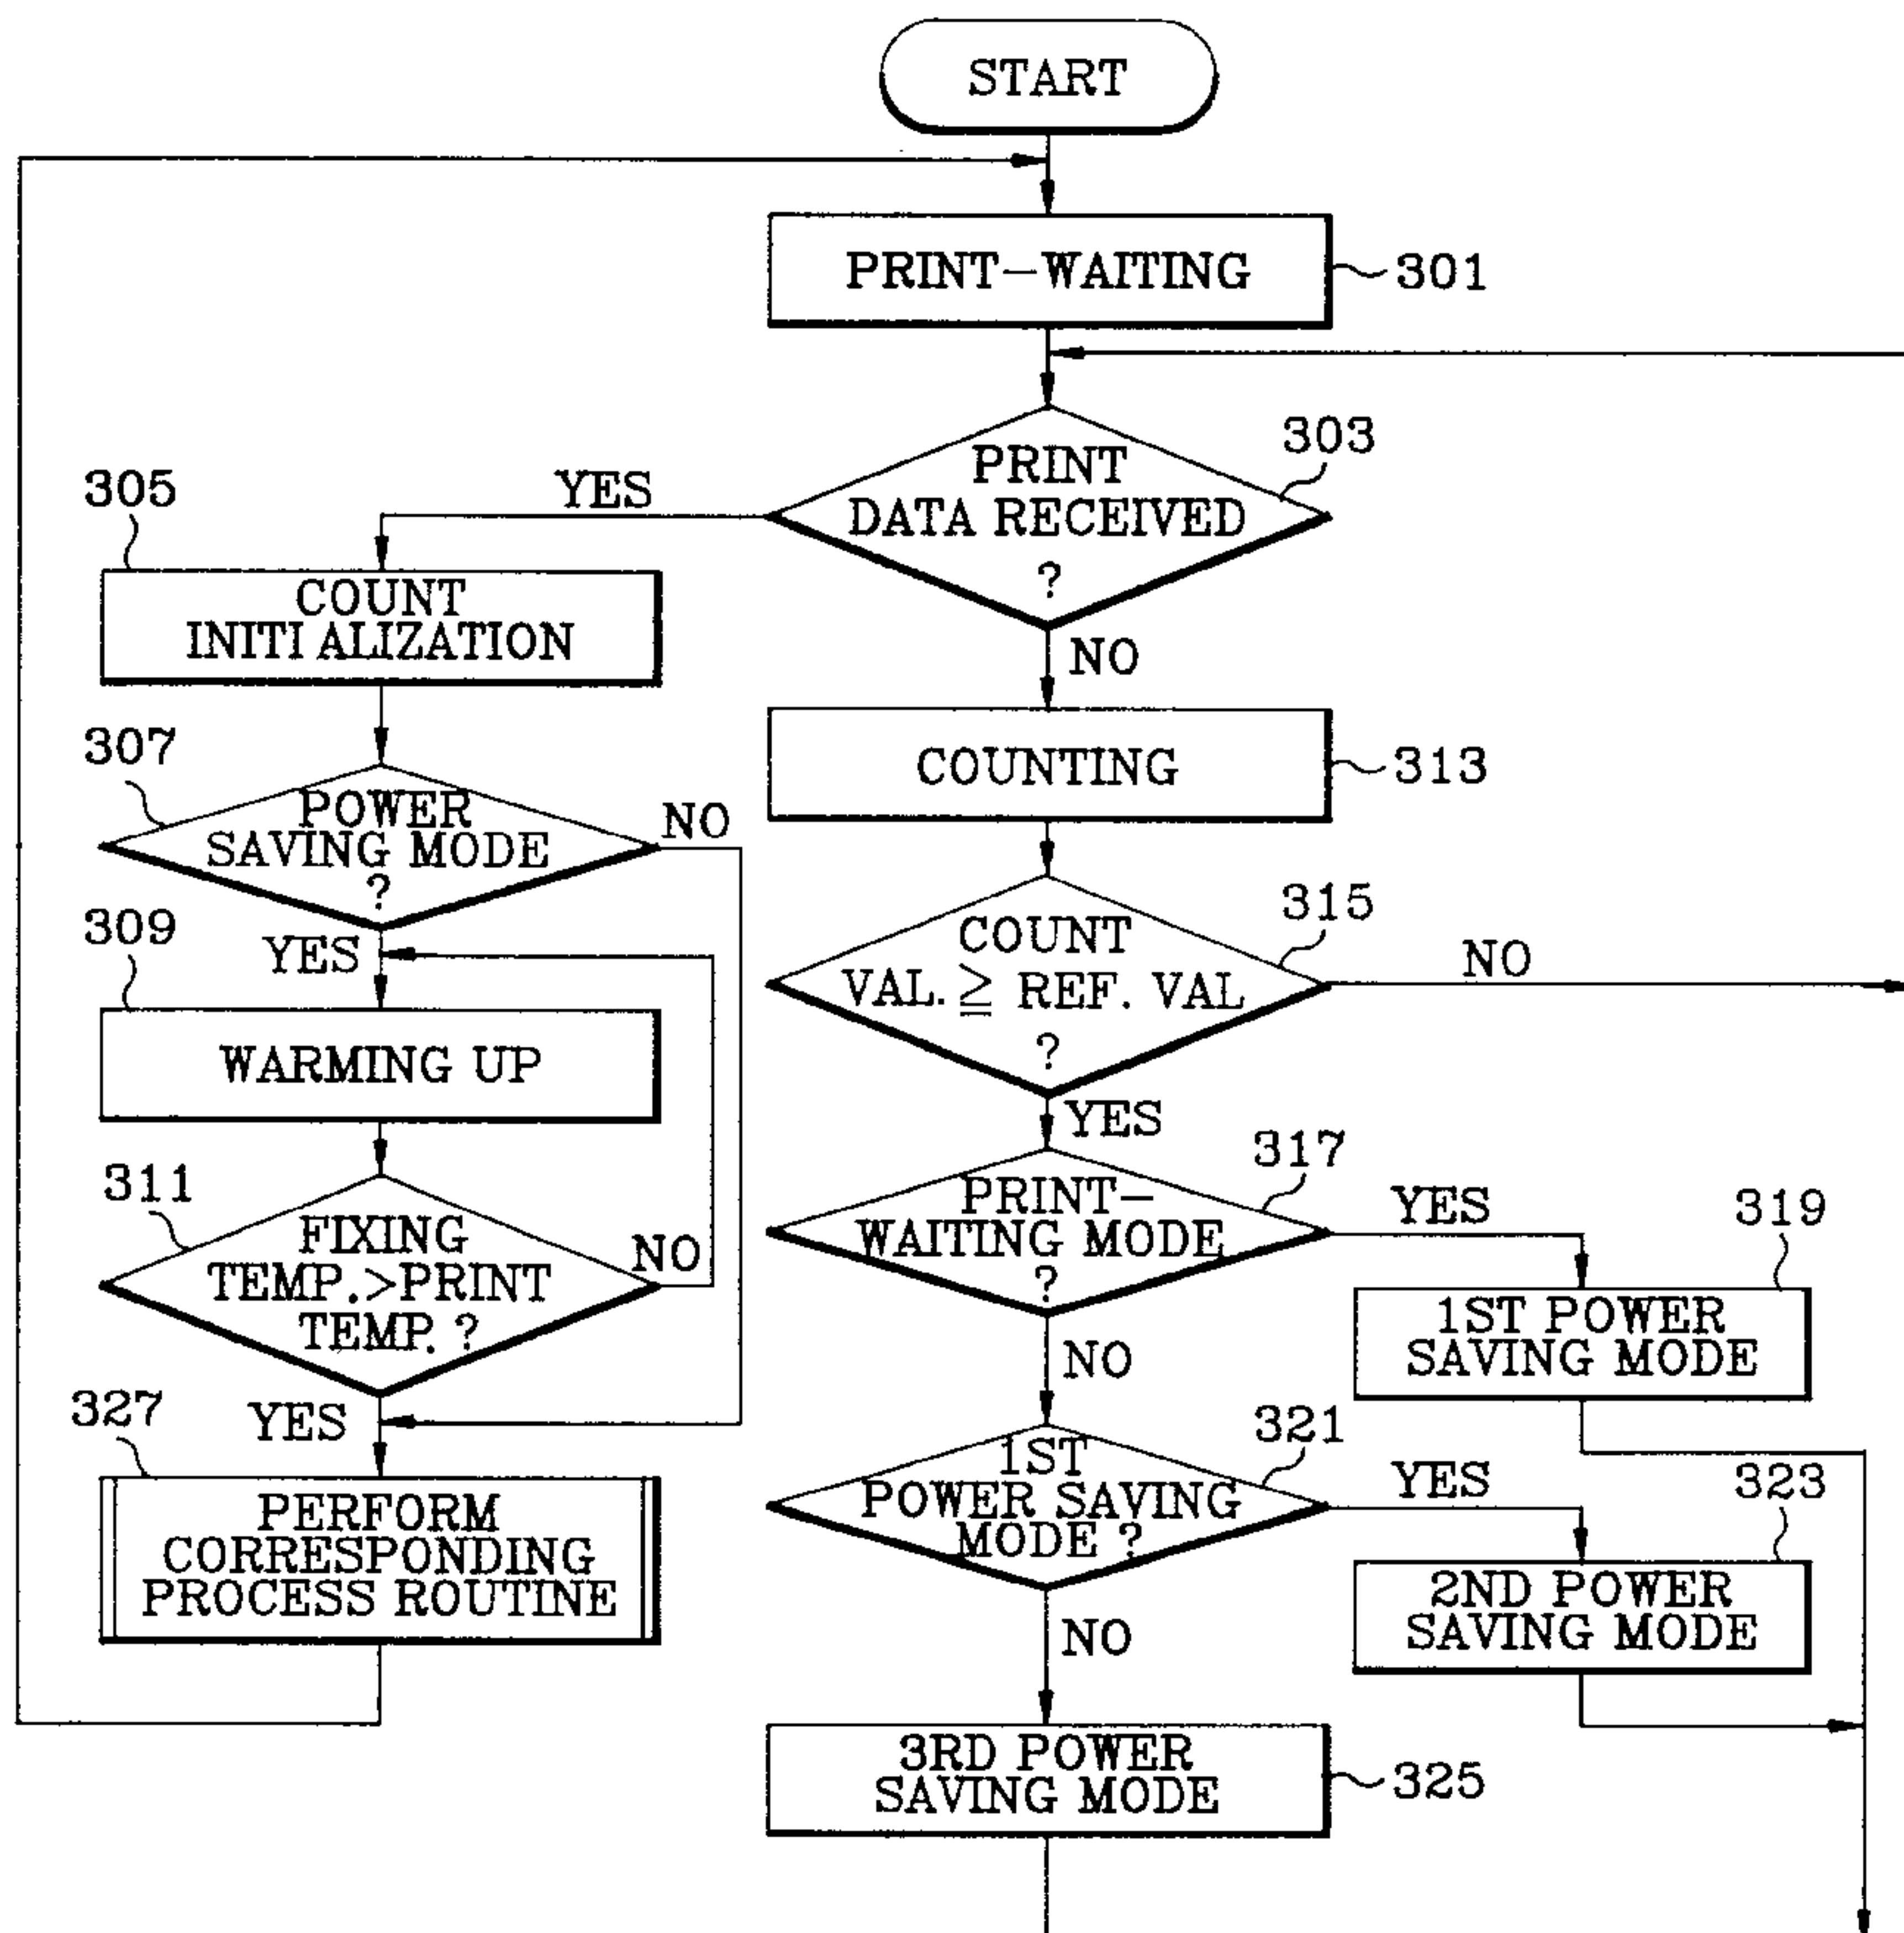 START
PRINT-WAITING
301
303
PRINT
DATA RECEIVED
?
YES
NO
305
COUNT
INITI ALIZATION
307
POWER
SAVING MODE
?
NO
YES
309
WARMING UP
311
FIXING
TEMP.>PRINT
TEMP. ?
NO
YES
327
PERFORM
CORRESPONDING
PROCESS ROUTINE
COUNTING
313
315
COUNT
VAL. ≧ REF. VAL
?
NO
YES
317
PRINT-
WAITING MODE
?
YES
NO
319
1ST POWER
SAVING MODE
321
1ST
POWER SAVING
MODE ?
YES
NO
323
2ND POWER
SAVING MODE
3RD POWER
SAVING MODE
325